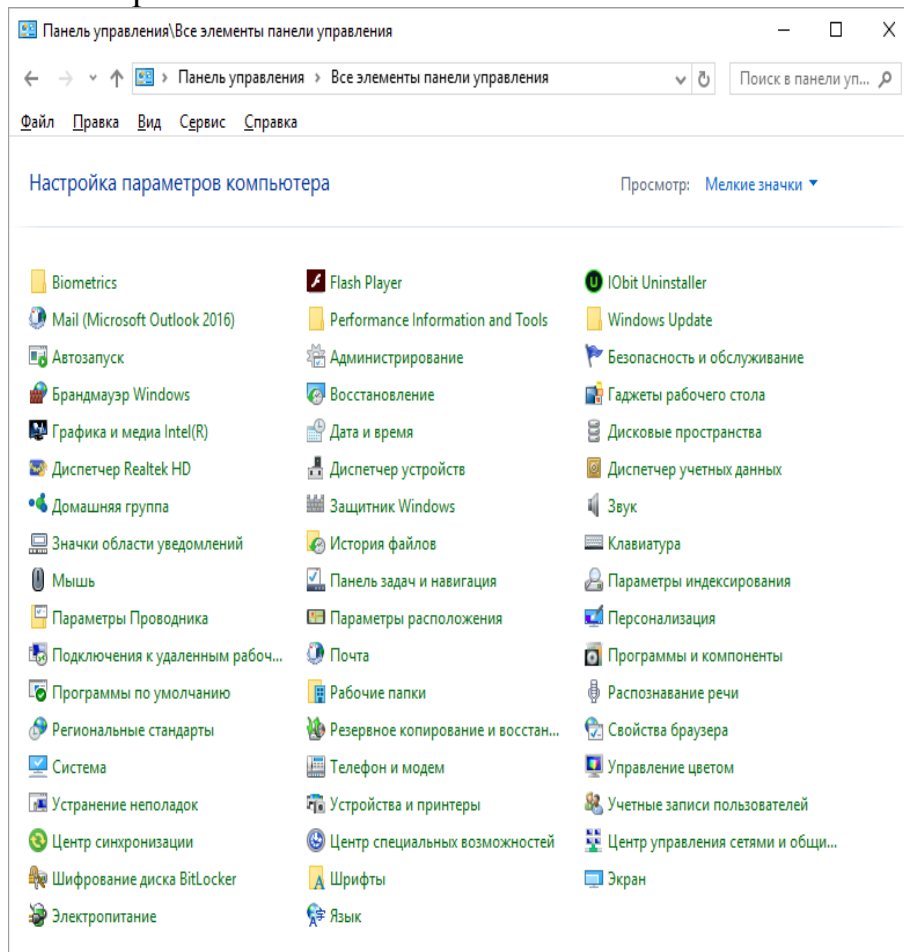 Панель управления\Все элементы панели управления
Панель управления › Все элементы панели управления
Поиск в панели уп...
Файл Правка Вид Сервис Справка
Настройка параметров компьютера
Просмотр: Мелкие значки
Biometrics Flash Player IObit Uninstaller
Mail (Microsoft Outlook 2016) Performance Information and Tools Windows Update
Автозапуск Администрирование Безопасность и обслуживание
Брандмауэр Windows Восстановление Гаджеты рабочего стола
Графика и медиа Intel(R) Дата и время Дисковые пространства
Диспетчер Realtek HD Диспетчер устройств Диспетчер учетных данных
Домашняя группа Защитник Windows Звук
Значки области уведомлений История файлов Клавиатура
Мышь Панель задач и навигация Параметры индексирования
Параметры Проводника Параметры расположения Персонализация
Подключения к удаленным рабоч... Почта Программы и компоненты
Программы по умолчанию Рабочие папки Распознавание речи
Региональные стандарты Резервное копирование и восстан... Свойства браузера
Система Телефон и модем Управление цветом
Устранение неполадок Устройства и принтеры Учетные записи пользователей
Центр синхронизации Центр специальных возможностей Центр управления сетями и общи...
Шифрование диска BitLocker Шрифты Экран
Электропитание Язык